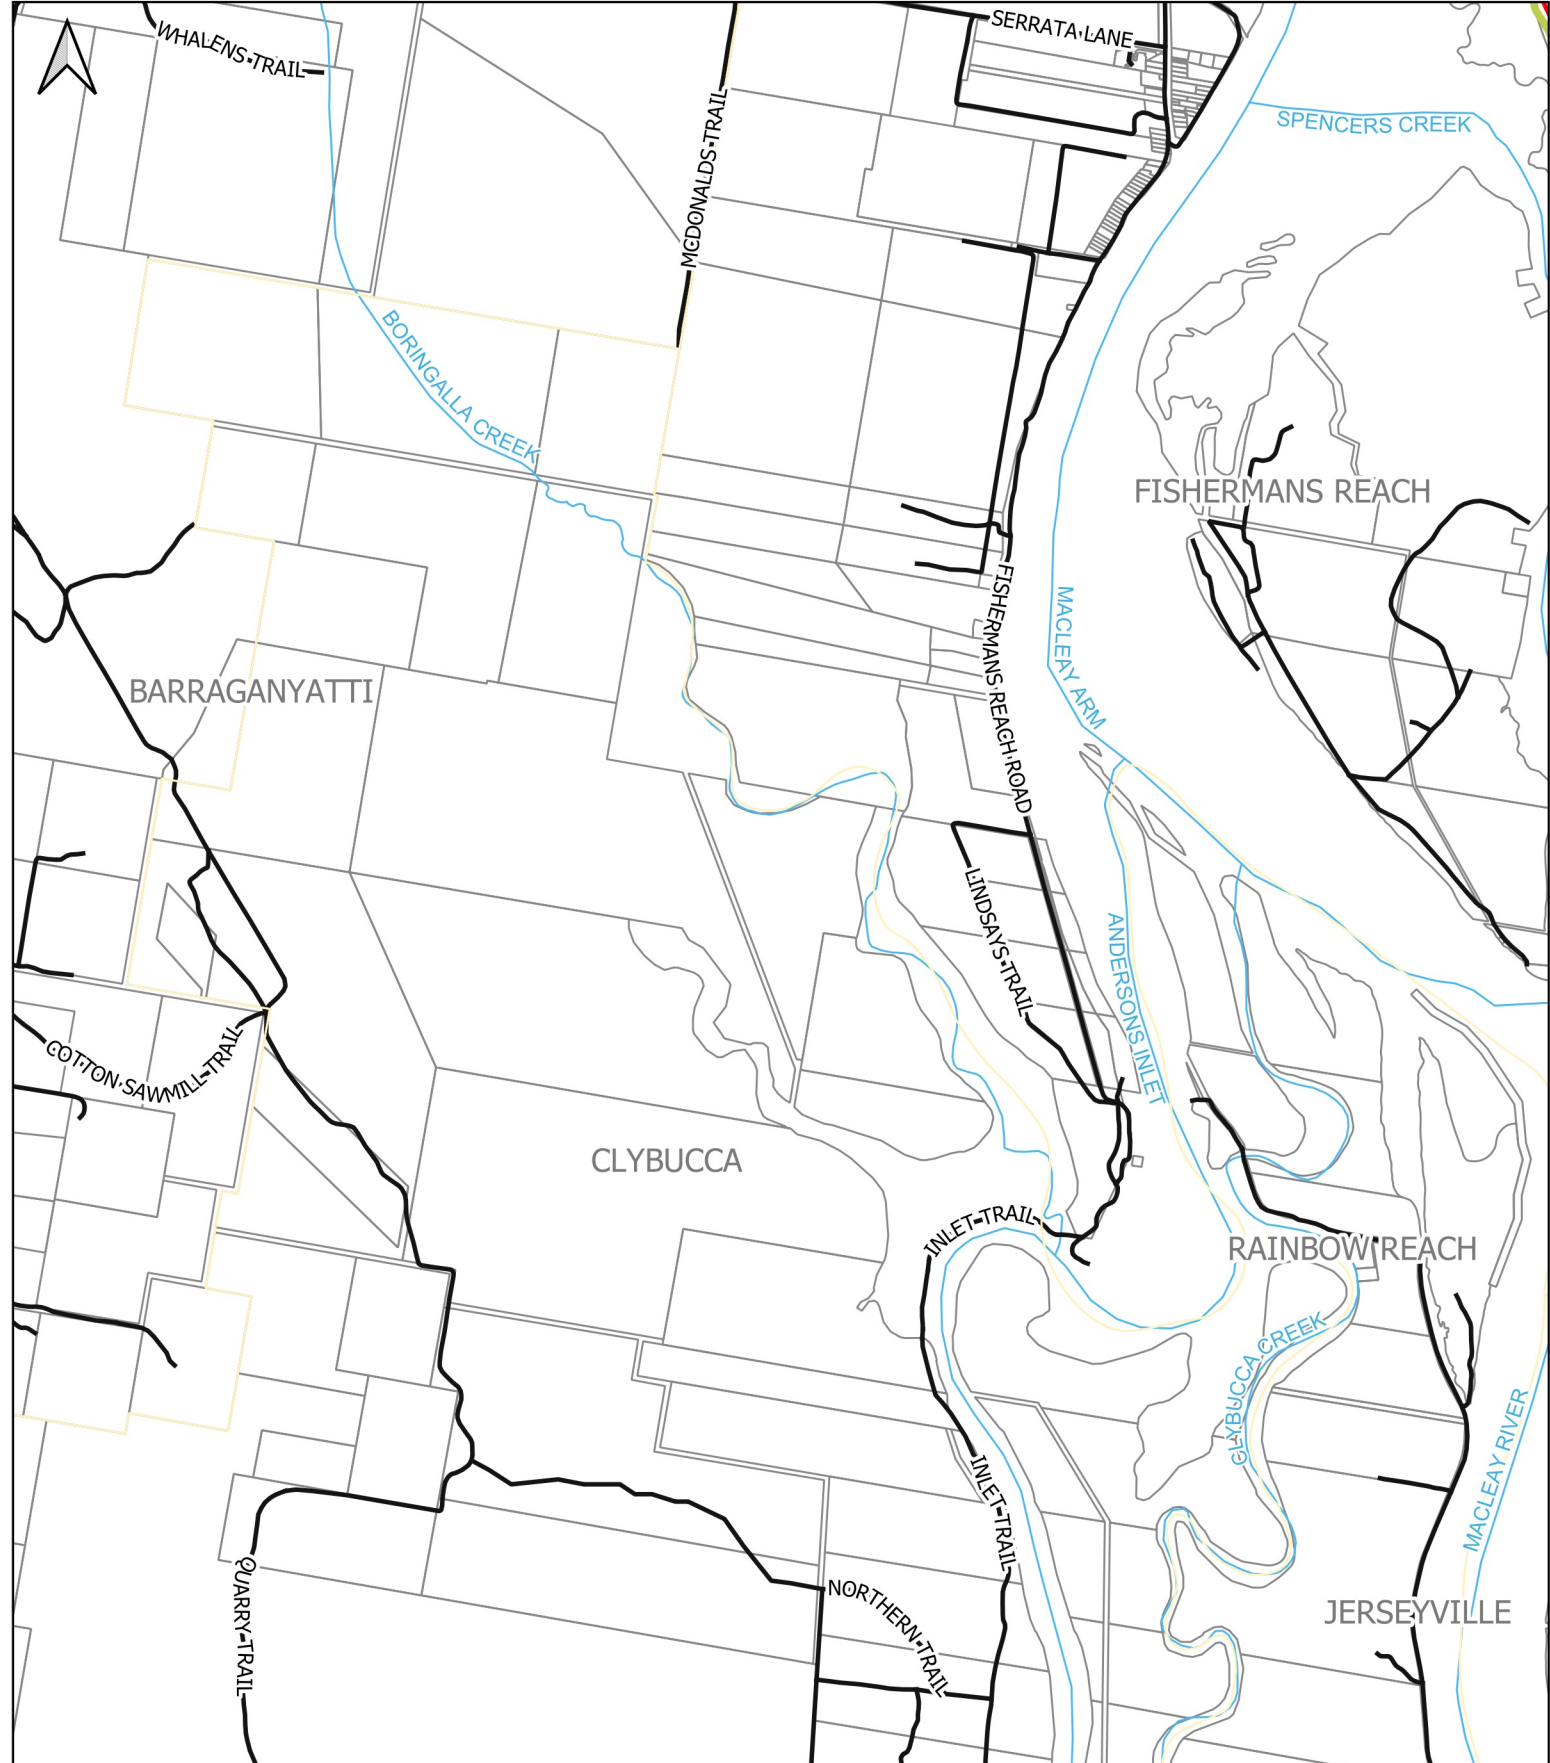 WHALENS TRAIL
SERRATA LANE
SPENCERS CREEK
MCDONALDS TRAIL
BORINGALLA CREEK
FISHERMANS REACH
FISHERMANS REACH ROAD
MACLEAY ARM
BARRAGANYATTI
LINDSAYS TRAIL
ANDERSONS INLET
COTTON SAWMILL TRAIL
CLYBUCCA
INLET TRAIL
RAINBOW REACH
CLYBUCCA CREEK
MACLEAY RIVER
INLET TRAIL
QUARRY TRAIL
NORTHERN TRAIL
JERSEYVILLE